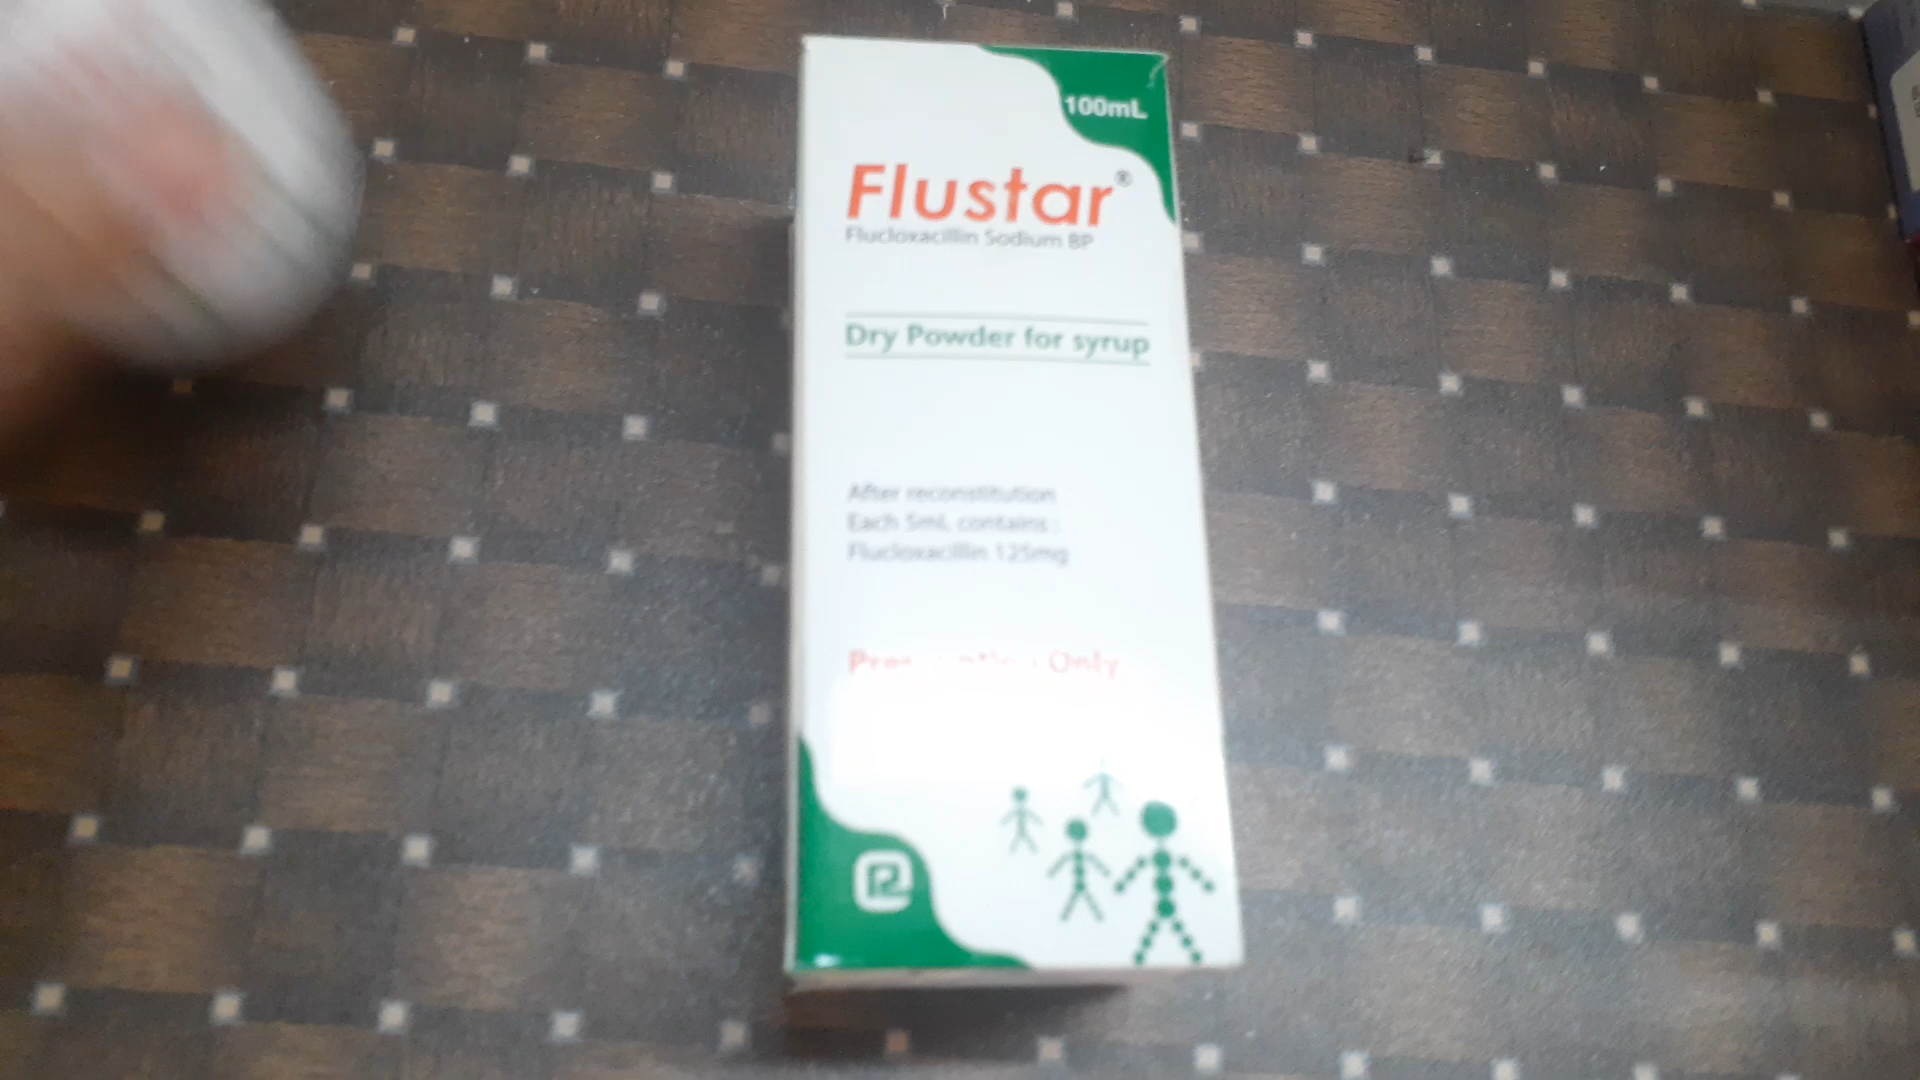 100mL
Flustar®
Flucloxacillin Sodium BP
Dry Powder for syrup
After reconstitution
Each 5mL contains :
Flucloxacillin 125mg
Only